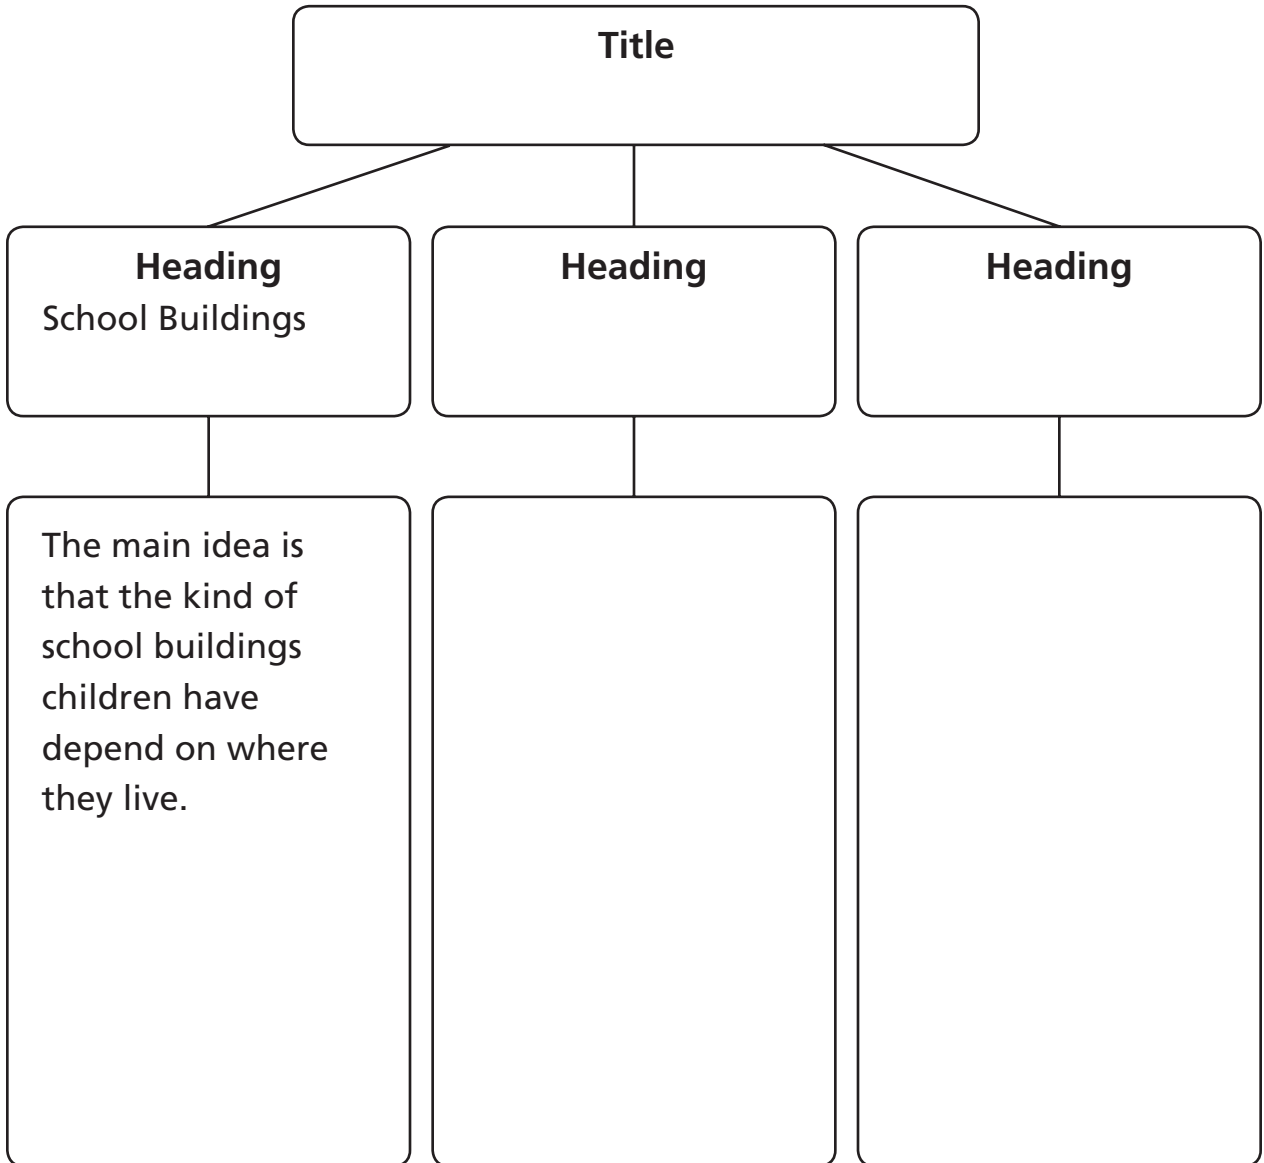 Title
Heading
School Buildings
Heading
Heading
The main idea is
that the kind of
school buildings
children have
depend on where
they live.